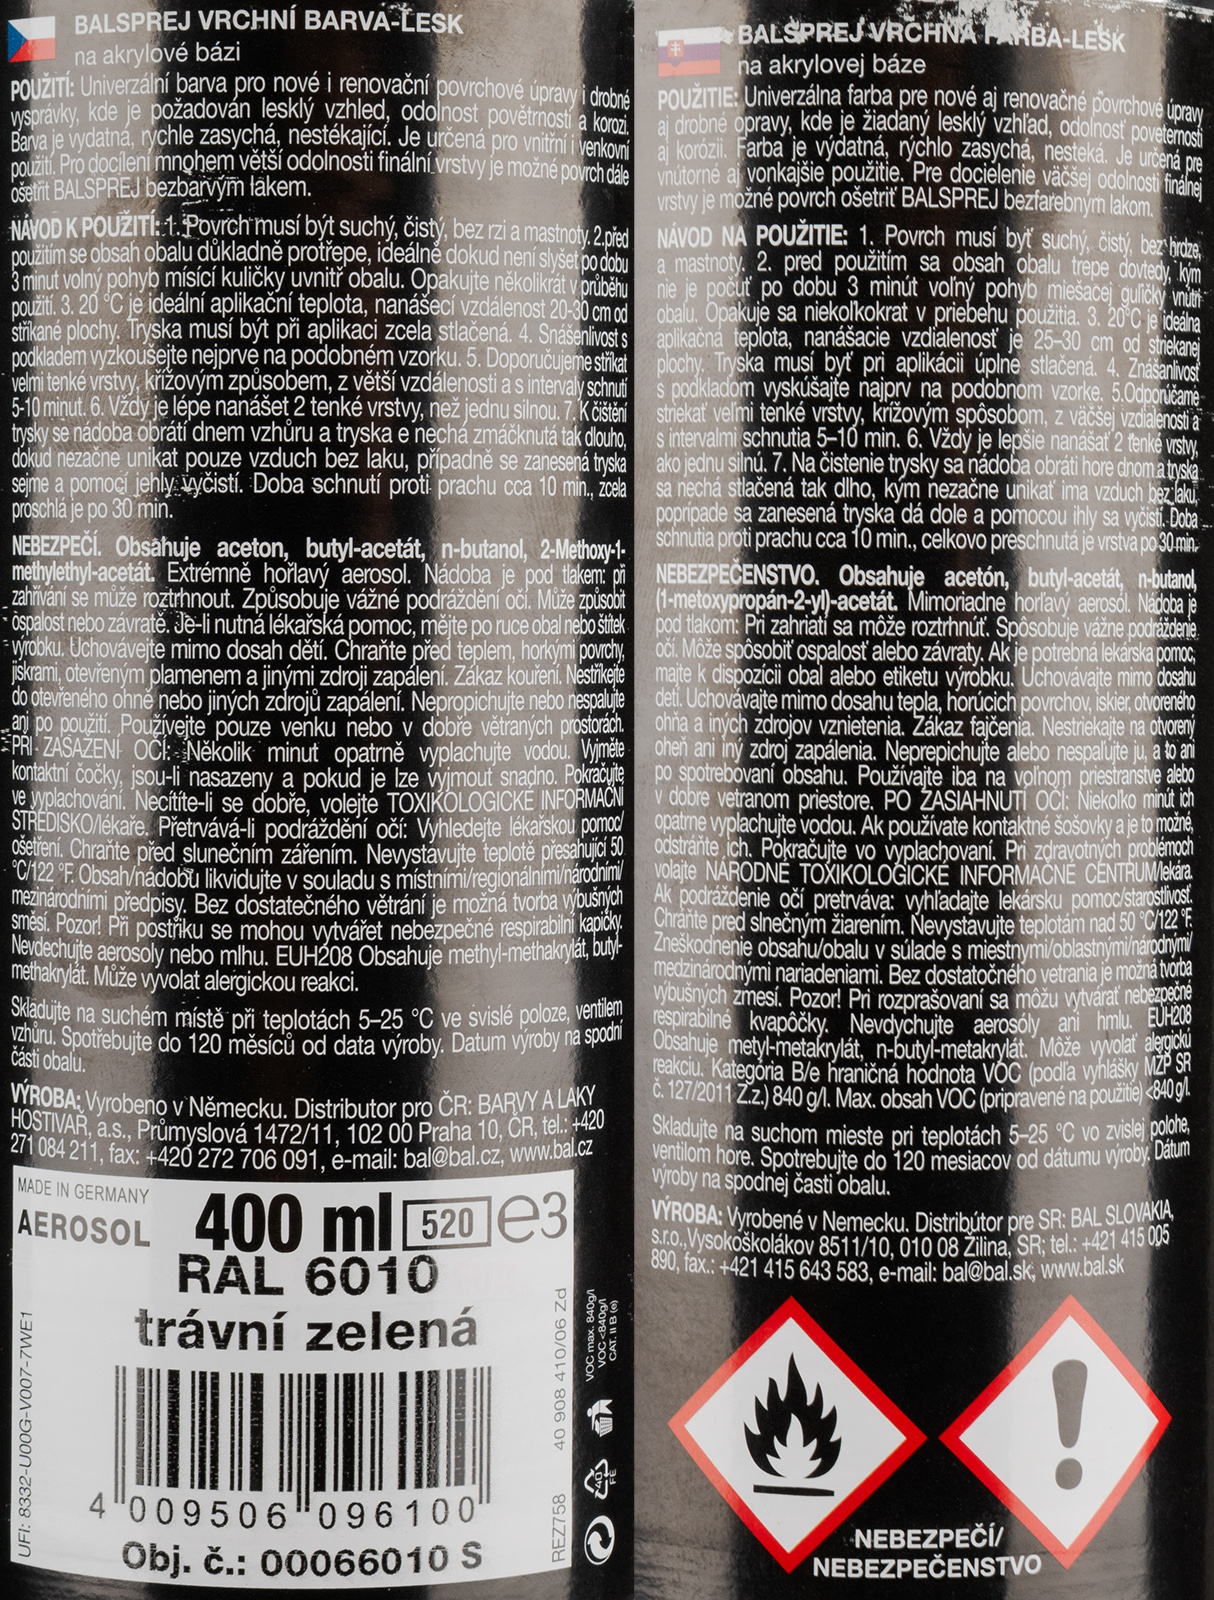 BALSPREJ VRCHNÍ BARVA-LESK
na akrylové bázi
POUŽITÍ: Univerzální barva pro nové i renovační povrchové úpravy i drobné
vysprávky, kde je požadován lesklý vzhled, odolnost povětrnosti a korozi.
Barva je vydatná, rychle zasychá, nestékající. Je určená pro vnitřní i venkovní
použití. Pro docílení mnohem větší odolnosti finální vrstvy je možné povrch dále
ošetřit BALSPREJ bezbarvým lakem.
NÁVOD K POUŽITÍ: 1. Povrch musí být suchý, čistý, bez rzi a mastnoty. 2.před
použitím se obsah obalu důkladně protřepe, ideálně dokud není slyšet po dobu
3 minut volný pohyb mísící kuličky uvnitř obalu. Opakujte několikrát v průběhu
použití. 3. 20 °C je ideální aplikační teplota, nanášecí vzdálenost 20-30 cm od
stříkané plochy. Tryska musí být při aplikaci zcela stlačená. 4. Snášenlivost s
podkladem vyzkoušejte nejprve na podobném vzorku. 5. Doporučujeme stříkat
velmi tenké vrstvy, křížovým způsobem, z větší vzdálenosti a s intervaly schnutí
5-10 minut. 6. Vždy je lépe nanášet 2 tenké vrstvy, než jednu silnou. 7. K čištění
trysky se nádoba obrátí dnem vzhůru a tryska e nechá zmáčknutá tak dlouho,
dokud nezačne unikat pouze vzduch bez laku, případně se zanesená tryska
sejme a pomocí jehly vyčistí. Doba schnutí proti prachu cca 10 min., zcela
proschlá je po 30 min.
NEBEZPEČÍ. Obsahuje aceton, butyl-acetát, n-butanol, 2-Methoxy-1-
methylethyl-acetát. Extrémně hořlavý aerosol. Nádoba je pod tlakem: při
zahřívání se může roztrhnout. Způsobuje vážné podráždění očí. Může způsobit
ospalost nebo závratě. Je-li nutná lékařská pomoc, mějte po ruce obal nebo štítek
výrobku. Uchovávejte mimo dosah dětí. Chraňte před teplem, horkými povrchy,
jiskrami, otevřeným plamenem a jinými zdroji zapálení. Zákaz kouření. Nestříkejte
do otevřeného ohně nebo jiných zdrojů zapálení. Nepropichujte nebo nespalujte
ani po použití. Používejte pouze venku nebo v dobře větraných prostorách.
PŘI ZASAŽENÍ OČÍ: Několik minut opatrně vyplachujte vodou. Vyjměte
kontaktní čočky, jsou-li nasazeny a pokud je lze vyjmout snadno. Pokračujte
ve vyplachování. Necítíte-li se dobře, volejte TOXIKOLOGICKÉ INFORMAČNÍ
STŘEDISKO/lékaře. Přetrvává-li podráždění očí: Vyhledejte lékařskou pomoc/
ošetření. Chraňte před slunečním zářením. Nevystavujte teplotě přesahující 50
°C/122 °F. Obsah/nádobu likvidujte v souladu s místními/regionálními/národními/
mezinárodními předpisy. Bez dostatečného větrání je možná tvorba výbušných
směsí. Pozor! Při postřiku se mohou vytvářet nebezpečné respirabilní kapičky.
Nevdechujte aerosoly nebo mlhu. EUH208 Obsahuje methyl-methakrylát, butyl-
methakrylát. Může vyvolat alergickou reakci.
Skladujte na suchém místě při teplotách 5–25 °C ve svislé poloze, ventilem
vzhůru. Spotřebujte do 120 měsíců od data výroby. Datum výroby na spodní
části obalu.
VÝROBA: Vyrobeno v Německu. Distributor pro ČR: BARVY A LAKY
HOSTIVAŘ, a.s., Průmyslová 1472/11, 102 00 Praha 10, ČR, tel.: +420
271 084 211, fax: +420 272 706 091, e-mail: bal@bal.cz, www.bal.cz
MADE IN GERMANY
AEROSOL 400 ml 520 e3
RAL 6010
trávní zelená
4 009506 096100
Obj. č.: 00066010 S
UFI: 8332-U00G-V007-7WE1
REZ758 40 908 410/06 Zd
VOC max. 840g/l
VOC <840g/l
CAT. II B (e)
40
FE
BALSPREJ VRCHNÁ FARBA-LESK
na akrylovej báze
POUŽITIE: Univerzálna farba pre nové aj renovačné povrchové úpravy
aj drobné opravy, kde je žiadaný lesklý vzhľad, odolnosť poveternosti
aj korózii. Farba je výdatná, rýchlo zasychá, nesteká. Je určená pre
vnútorné aj vonkajšie použitie. Pre docielenie väčšej odolnosti finálnej
vrstvy je možné povrch ošetriť BALSPREJ bezfarebným lakom.
NÁVOD NA POUŽITIE: 1. Povrch musí byť suchý, čistý, bez hrdze,
a mastnoty. 2. pred použitím sa obsah obalu trepe dovtedy, kým
nie je počuť po dobu 3 minút voľný pohyb miešačej guličky vnútri
obalu. Opakuje sa niekoľkokrat v priebehu použitia. 3. 20°C je ideálna
aplikačná teplota, nanášacie vzdialenosť je 25–30 cm od striekanej
plochy. Tryska musí byť pri aplikácii úplne stlačená. 4. Znášanlivosť
s podkladom vyskúšajte najprv na podobnom vzorke. 5.Odporúčame
striekať veľmi tenké vrstvy, krížovým spôsobom, z väčšej vzdialenosti a
s intervalmi schnutia 5–10 min. 6. Vždy je lepšie nanášať 2 tenké vrstvy,
ako jednu silnú. 7. Na čistenie trysky sa nádoba obráti hore dnom a tryska
sa nechá stlačená tak dlho, kým nezačne unikať ima vzduch bez laku,
poprípade sa zanesená tryska dá dole a pomocou ihly sa vyčistí. Doba
schnutia proti prachu cca 10 min., celkovo preschnutá je vrstva po 30 min.
NEBEZPEČENSTVO. Obsahuje acetón, butyl-acetát, n-butanol,
(1-metoxypropán-2-yl)-acetát. Mimoriadne horľavý aerosól. Nádoba je
pod tlakom: Pri zahriatí sa môže roztrhnúť. Spôsobuje vážne podráždenie
očí. Môže spôsobiť ospalosť alebo závraty. Ak je potrebná lekárska pomoc,
majte k dispozícii obal alebo etiketu výrobku. Uchovávajte mimo dosahu
detí. Uchovávajte mimo dosahu tepla, horúcich povrchov, iskier, otvoreného
ohňa a iných zdrojov vznietenia. Zákaz fajčenia. Nestriekajte na otvorený
oheň ani iný zdroj zapálenia. Neprepichujte alebo nespaľujte ju, a to ani
po spotrebovaní obsahu. Používajte iba na voľnom priestranstve alebo
v dobre vetranom priestore. PO ZASIAHNUTÍ OČÍ: Niekoľko minút ich
opatrne vyplachujte vodou. Ak používate kontaktné šošovky a je to možné,
odstráňte ich. Pokračujte vo vyplachovaní. Pri zdravotných problémoch
volajte NÁRODNÉ TOXIKOLOGICKÉ INFORMAČNÉ CENTRUM/lekára.
Ak podráždenie očí pretrváva: vyhľadajte lekársku pomoc/starostlivosť.
Chráňte pred slnečným žiarením. Nevystavujte teplotám nad 50 °C/122 °F.
Zneškodnenie obsahu/obalu v súlade s miestnymi/oblastnými/národnými/
medzinárodnými nariadeniami. Bez dostatočného vetrania je možná tvorba
výbušných zmesí. Pozor! Pri rozprašovaní sa môžu vytvárať nebezpečné
respirabilné kvapôčky. Nevdychujte aerosóly ani hmlu. EUH208
Obsahuje metyl-metakrylát, n-butyl-metakrylát. Môže vyvolať alergickú
reakciu. Kategória B/e hraničná hodnota VOC (podľa vyhlášky MŽP SR
č. 127/2011 Z.z.) 840 g/l. Max. obsah VOC (pripravené na použitie) <840 g/l.
Skladujte na suchom mieste pri teplotách 5–25 °C vo zvislej polohe,
ventilom hore. Spotrebujte do 120 mesiacov od dátumu výroby. Dátum
výroby na spodnej časti obalu.
VÝROBA: Vyrobené v Nemecku. Distribútor pre SR: BAL SLOVAKIA,
s.r.o.,Vysokoškolákov 8511/10, 010 08 Žilina, SR; tel.: +421 415 005
890, fax.: +421 415 643 583, e-mail: bal@bal.sk, www.bal.sk
NEBEZPEČÍ/
NEBEZPEČENSTVO